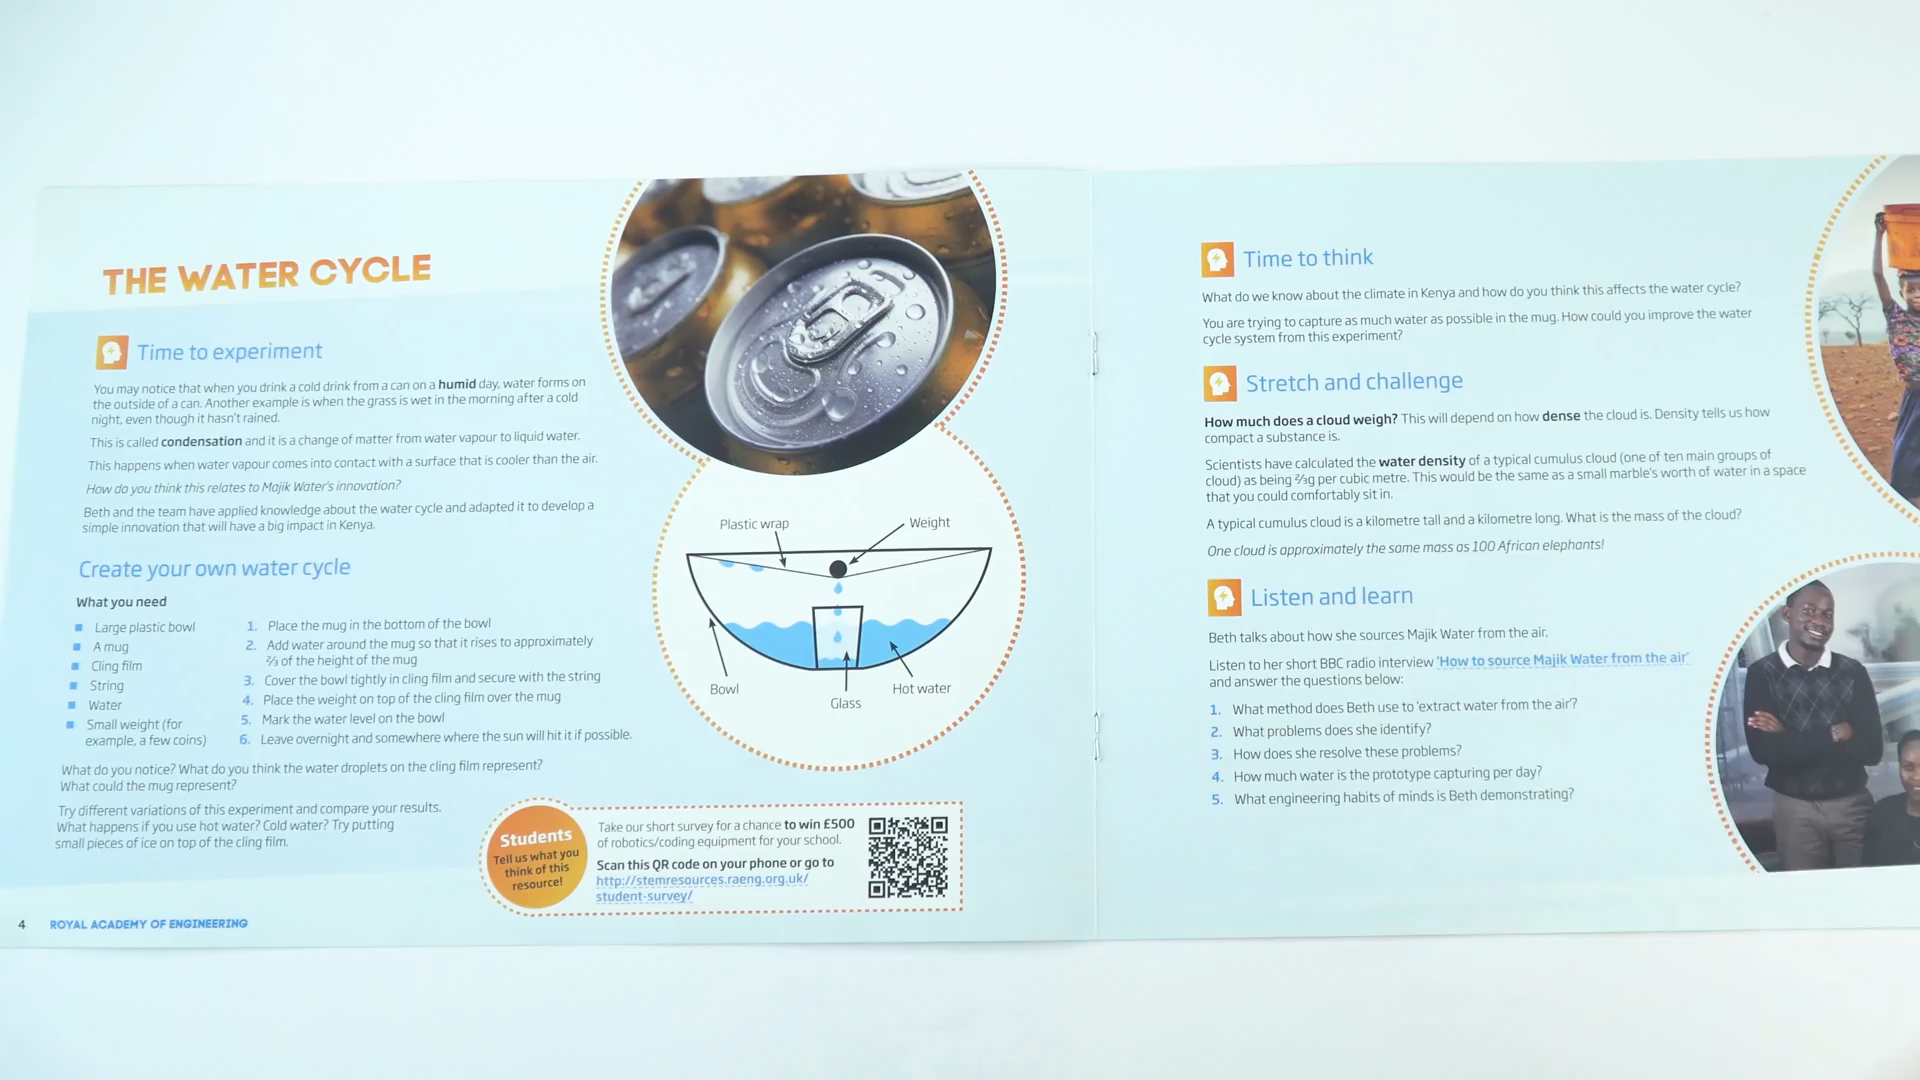 THE WATER CYCLE
Time to experiment
You may notice that when you drink a cold drink from a can on a humid day, water forms on
the outside of a can. Another example is when the grass is wet in the morning after a cold
night, even though it hasn't rained.
This is called condensation and it is a change of matter from water vapour to liquid water.
This happens when water vapour comes into contact with a surface that is cooler than the air.
How do you think this relates to Majik Water's innovation?
Beth and the team have applied knowledge about the water cycle and adapted it to develop a
simple innovation that will have a big impact in Kenya.
Create your own water cycle
What you need
Large plastic bowl
A mug
Cling film
String
Water
Small weight (for
example, a few coins)
1. Place the mug in the bottom of the bowl
2. Add water around the mug so that it rises to approximately
⅔ of the height of the mug
3. Cover the bowl tightly in cling film and secure with the string
4. Place the weight on top of the cling film over the mug
5. Mark the water level on the bowl
6. Leave overnight and somewhere where the sun will hit it if possible.
What do you notice? What do you think the water droplets on the cling film represent?
What could the mug represent?
Try different variations of this experiment and compare your results.
What happens if you use hot water? Cold water? Try putting
small pieces of ice on top of the cling film.
Plastic wrap
Weight
Bowl
Glass
Hot water
Students
Tell us what you
think of this
resource!
Take our short survey for a chance to win £500
of robotics/coding equipment for your school.
Scan this QR code on your phone or go to
http://stemresources.raeng.org.uk/
student-survey/
4 ROYAL ACADEMY OF ENGINEERING
Time to think
What do we know about the climate in Kenya and how do you think this affects the water cycle?
You are trying to capture as much water as possible in the mug. How could you improve the water
cycle system from this experiment?
Stretch and challenge
How much does a cloud weigh? This will depend on how dense the cloud is. Density tells us how
compact a substance is.
Scientists have calculated the water density of a typical cumulus cloud (one of ten main groups of
cloud) as being ⅔g per cubic metre. This would be the same as a small marble's worth of water in a space
that you could comfortably sit in.
A typical cumulus cloud is a kilometre tall and a kilometre long. What is the mass of the cloud?
One cloud is approximately the same mass as 100 African elephants!
Listen and learn
Beth talks about how she sources Majik Water from the air.
Listen to her short BBC radio interview 'How to source Majik Water from the air'
and answer the questions below:
1. What method does Beth use to 'extract water from the air'?
2. What problems does she identify?
3. How does she resolve these problems?
4. How much water is the prototype capturing per day?
5. What engineering habits of minds is Beth demonstrating?